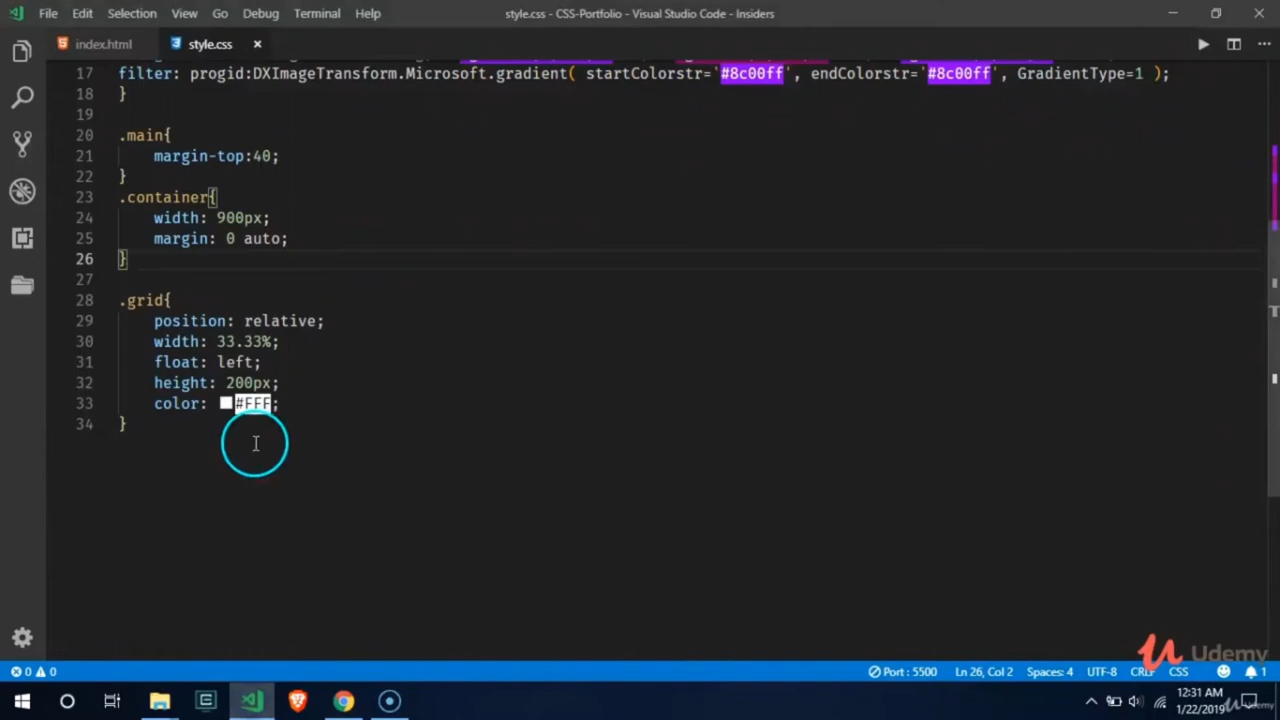 File Edit Selection View Go Debug Terminal Help style.css - CSS-Portfolio - Visual Studio Code - Insiders
index.html style.css
17 filter: progid:DXImageTransform.Microsoft.gradient( startColorstr='#8c00ff', endColorstr='#8c00ff', GradientType=1 );
18 }
19
20 .main{
21 margin-top:40;
22 }
23 .container{
24 width: 900px;
25 margin: 0 auto;
26 }
27
28 .grid{
29 position: relative;
30 width: 33.33%;
31 float: left;
32 height: 200px;
33 color: #FFF;
34 }
Udemy
0 0 Port : 5500 Ln 26, Col 2 Spaces: 4 UTF-8 CRLF CSS 1
12:31 AM
1/22/2019
Udemy